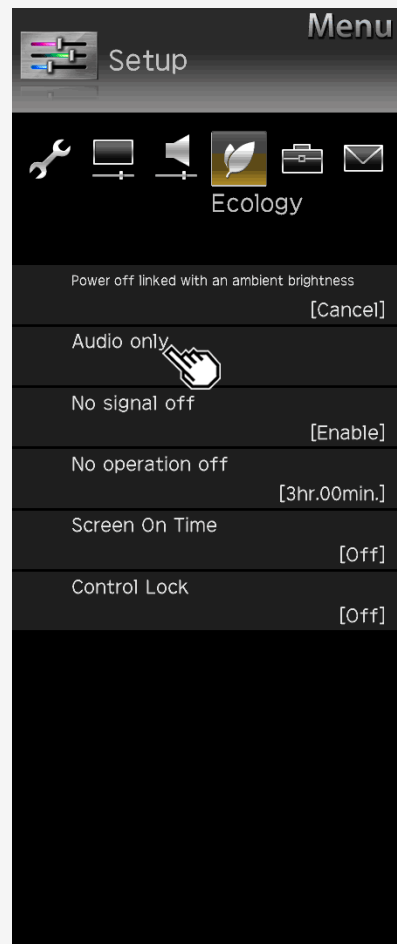 Menu
Setup
Ecology
Power off linked with an ambient brightness
[Cancel]
Audio only
No signal off
[Enable]
No operation off
[3hr.00min.]
Screen On Time
[Off]
Control Lock
[Off]